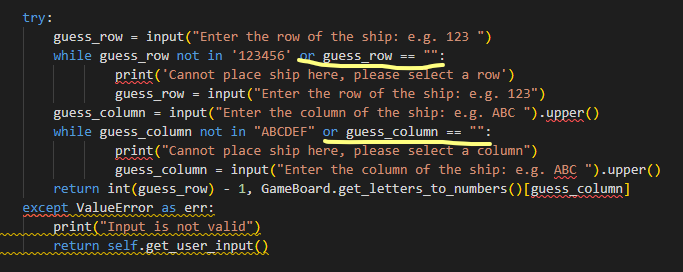 try:
guess_row = input("Enter the row of the ship: e.g. 123 ")
while guess_row not in '123456' or guess_row == "":
print('Cannot place ship here, please select a row')
guess_row = input("Enter the row of the ship: e.g. 123")
guess_column = input("Enter the column of the ship: e.g. ABC ").upper()
while guess_column not in "ABCDEF" or guess_column == "":
print("Cannot place ship here, please select a column")
guess_column = input("Enter the column of the ship: e.g. ABC ").upper()
return int(guess_row) - 1, GameBoard.get_letters_to_numbers()[guess_column]
except ValueError as err:
print("Input is not valid")
return self.get_user_input()